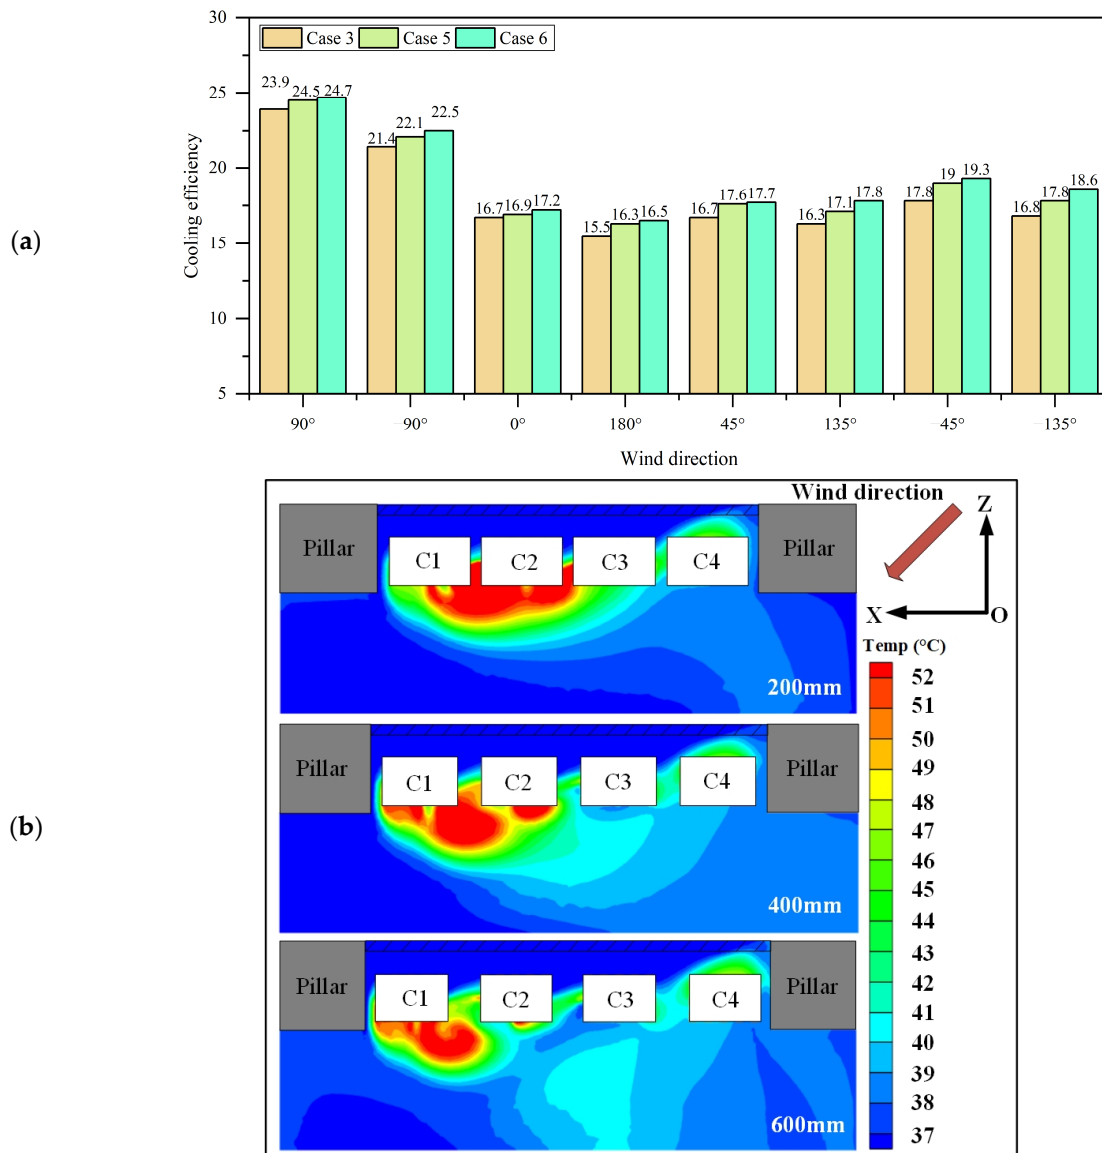 (a)
30
25
20
15
10
5
Cooling efficiency
Case 3 Case 5 Case 6
23.9 24.5 24.7
21.4 22.1 22.5
16.7 16.9 17.2
15.5 16.3 16.5
16.7 17.6 17.7
16.3 17.1 17.8
17.8 19 19.3
16.8 17.8 18.6
90° -90° 0° 180° 45° 135° -45° -135°
Wind direction
(b)
Wind direction
Z
X
O
Pillar C1 C2 C3 C4 Pillar
200mm
Pillar C1 C2 C3 C4 Pillar
400mm
Pillar C1 C2 C3 C4 Pillar
600mm
Temp (°C)
52
51
50
49
48
47
46
45
44
43
42
41
40
39
38
37